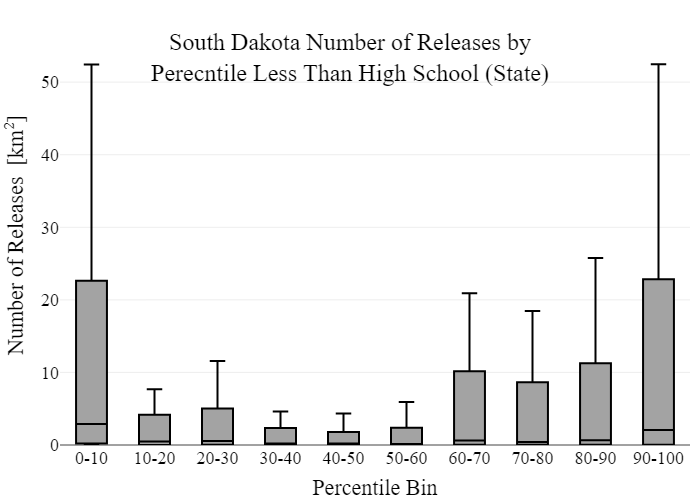 South Dakota Number of Releases by
Perecntile Less Than High School (State)
Number of Releases [km²]
50
40
30
20
10
0
0-10 10-20 20-30 30-40 40-50 50-60 60-70 70-80 80-90 90-100
Percentile Bin